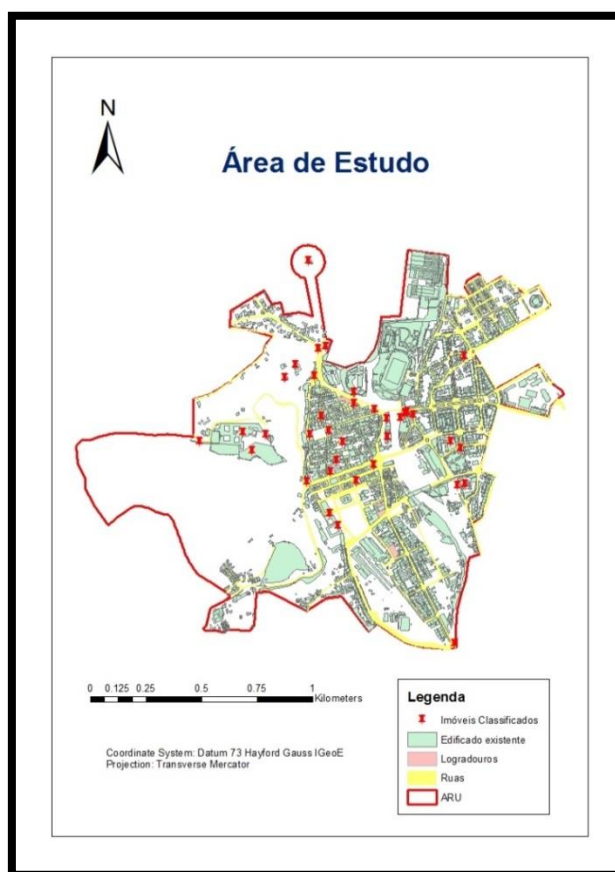 N
Área de Estudo
0 0.125 0.25 0.5 0.75 1
Kilometers
Coordinate System: Datum 73 Hayford Gauss IGeoE
Projection: Transverse Mercator
Legenda
Imóveis Classificados
Edificado existente
Logradouros
Ruas
ARU